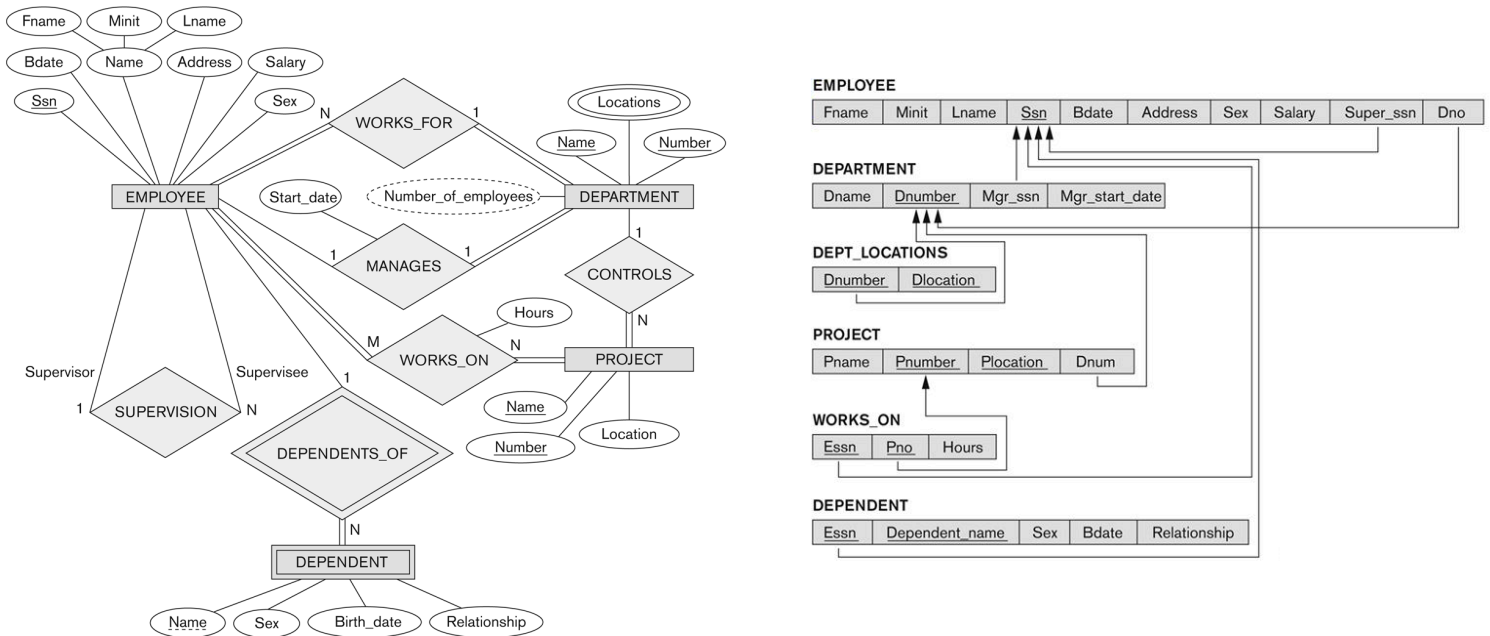 Fname Minit Lname
Bdate Name Address Salary
Ssn Sex
N 1
WORKS_FOR
Locations
Name Number
Start_date
Number_of_employees
EMPLOYEE
DEPARTMENT
1 1
MANAGES
1
CONTROLS
N
Hours
M N
WORKS_ON
PROJECT
Supervisor Supervisee
1 N
SUPERVISION
Name
Number
Location
1
DEPENDENTS_OF
N
DEPENDENT
Name Sex Birth_date Relationship
EMPLOYEE
Fname Minit Lname Ssn Bdate Address Sex Salary Super_ssn Dno
DEPARTMENT
Dname Dnumber Mgr_ssn Mgr_start_date
DEPT_LOCATIONS
Dnumber Dlocation
PROJECT
Pname Pnumber Plocation Dnum
WORKS_ON
Essn Pno Hours
DEPENDENT
Essn Dependent_name Sex Bdate Relationship